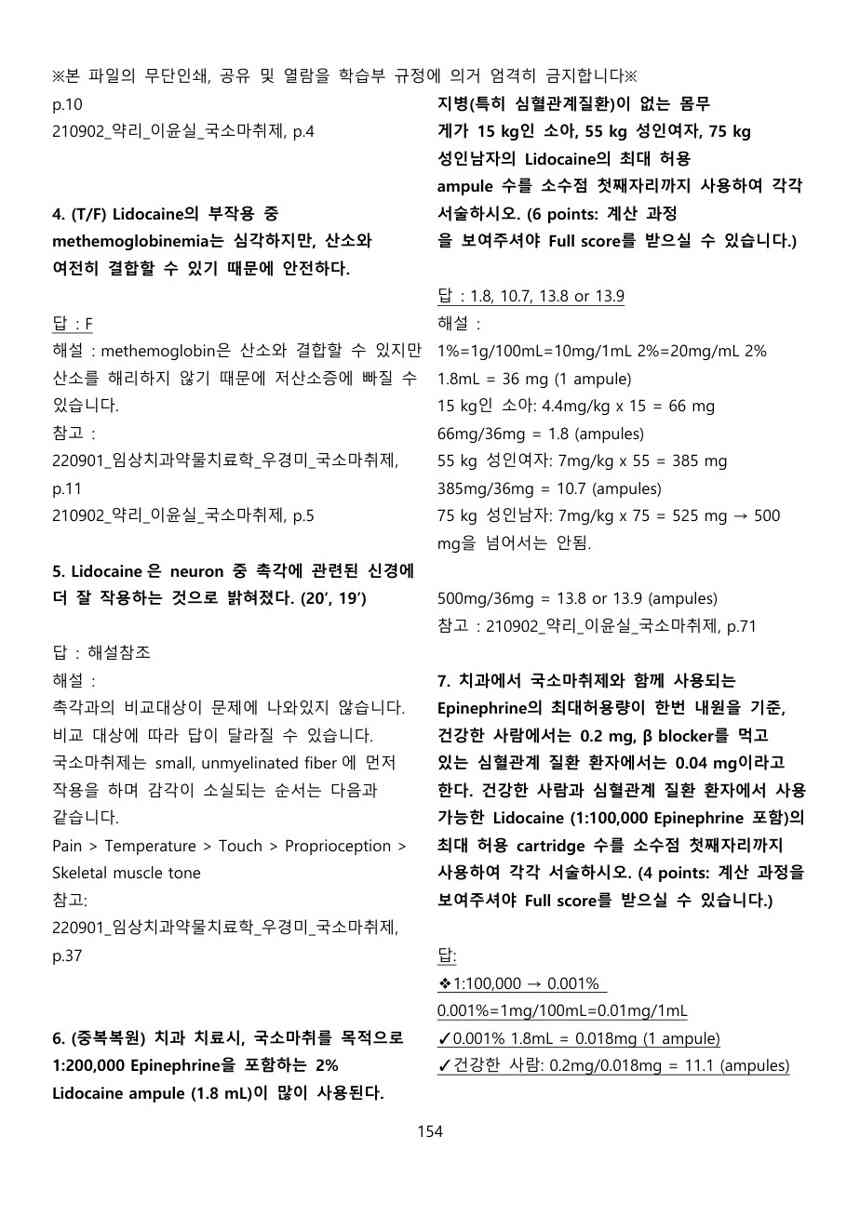 ※본 파일의 무단인쇄, 공유 및 열람을 학습부 규정에 의거 엄격히 금지합니다※
p.10
210902_약리_이윤실_국소마취제, p.4
4. (T/F) Lidocaine의 부작용 중
methemoglobinemia는 심각하지만, 산소와
여전히 결합할 수 있기 때문에 안전하다.
답 : F
해설 : methemoglobin은 산소와 결합할 수 있지만
산소를 해리하지 않기 때문에 저산소증에 빠질 수
있습니다.
참고 :
220901_임상치과약물치료학_우경미_국소마취제,
p.11
210902_약리_이윤실_국소마취제, p.5
5. Lidocaine 은 neuron 중 촉각에 관련된 신경에
더 잘 작용하는 것으로 밝혀졌다. (20’, 19’)
답 : 해설참조
해설 :
촉각과의 비교대상이 문제에 나와있지 않습니다.
비교 대상에 따라 답이 달라질 수 있습니다.
국소마취제는 small, unmyelinated fiber 에 먼저
작용을 하며 감각이 소실되는 순서는 다음과
같습니다.
Pain > Temperature > Touch > Proprioception >
Skeletal muscle tone
참고:
220901_임상치과약물치료학_우경미_국소마취제,
p.37
6. (중복복원) 치과 치료시, 국소마취를 목적으로
1:200,000 Epinephrine을 포함하는 2%
Lidocaine ampule (1.8 mL)이 많이 사용된다.
지병(특히 심혈관계질환)이 없는 몸무
게가 15 kg인 소아, 55 kg 성인여자, 75 kg
성인남자의 Lidocaine의 최대 허용
ampule 수를 소수점 첫째자리까지 사용하여 각각
서술하시오. (6 points: 계산 과정
을 보여주셔야 Full score를 받으실 수 있습니다.)
답 : 1.8, 10.7, 13.8 or 13.9
해설 :
1%=1g/100mL=10mg/1mL 2%=20mg/mL 2%
1.8mL = 36 mg (1 ampule)
15 kg인 소아: 4.4mg/kg x 15 = 66 mg
66mg/36mg = 1.8 (ampules)
55 kg 성인여자: 7mg/kg x 55 = 385 mg
385mg/36mg = 10.7 (ampules)
75 kg 성인남자: 7mg/kg x 75 = 525 mg → 500
mg을 넘어서는 안됨.
500mg/36mg = 13.8 or 13.9 (ampules)
참고 : 210902_약리_이윤실_국소마취제, p.71
7. 치과에서 국소마취제와 함께 사용되는
Epinephrine의 최대허용량이 한번 내원을 기준,
건강한 사람에서는 0.2 mg, β blocker를 먹고
있는 심혈관계 질환 환자에서는 0.04 mg이라고
한다. 건강한 사람과 심혈관계 질환 환자에서 사용
가능한 Lidocaine (1:100,000 Epinephrine 포함)의
최대 허용 cartridge 수를 소수점 첫째자리까지
사용하여 각각 서술하시오. (4 points: 계산 과정을
보여주셔야 Full score를 받으실 수 있습니다.)
답:
❖1:100,000 → 0.001%
0.001%=1mg/100mL=0.01mg/1mL
✓0.001% 1.8mL = 0.018mg (1 ampule)
✓건강한 사람: 0.2mg/0.018mg = 11.1 (ampules)
154